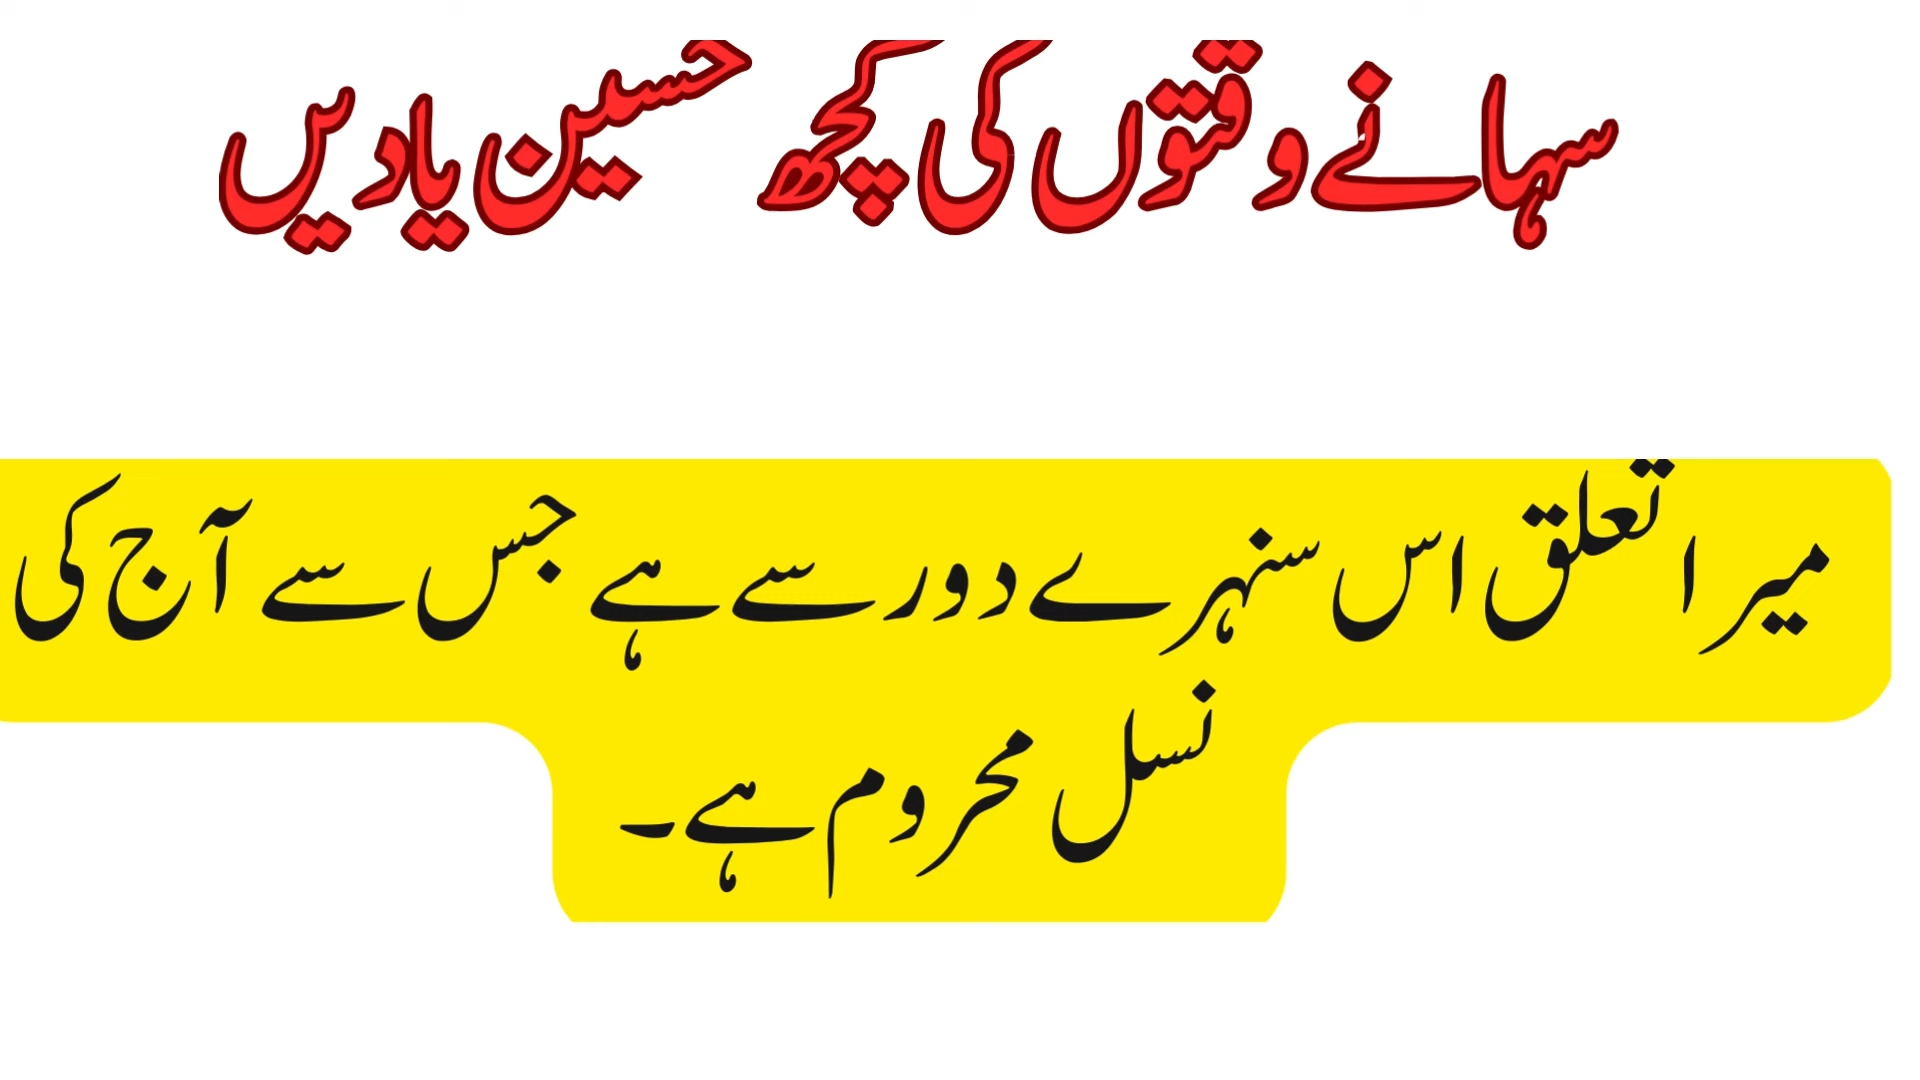 سہانے وقتوں کی کچھ حسین یادیں
میرا تعلق اس سنہرے دور سے ہے جس سے آج کی
نسل محروم ہے۔